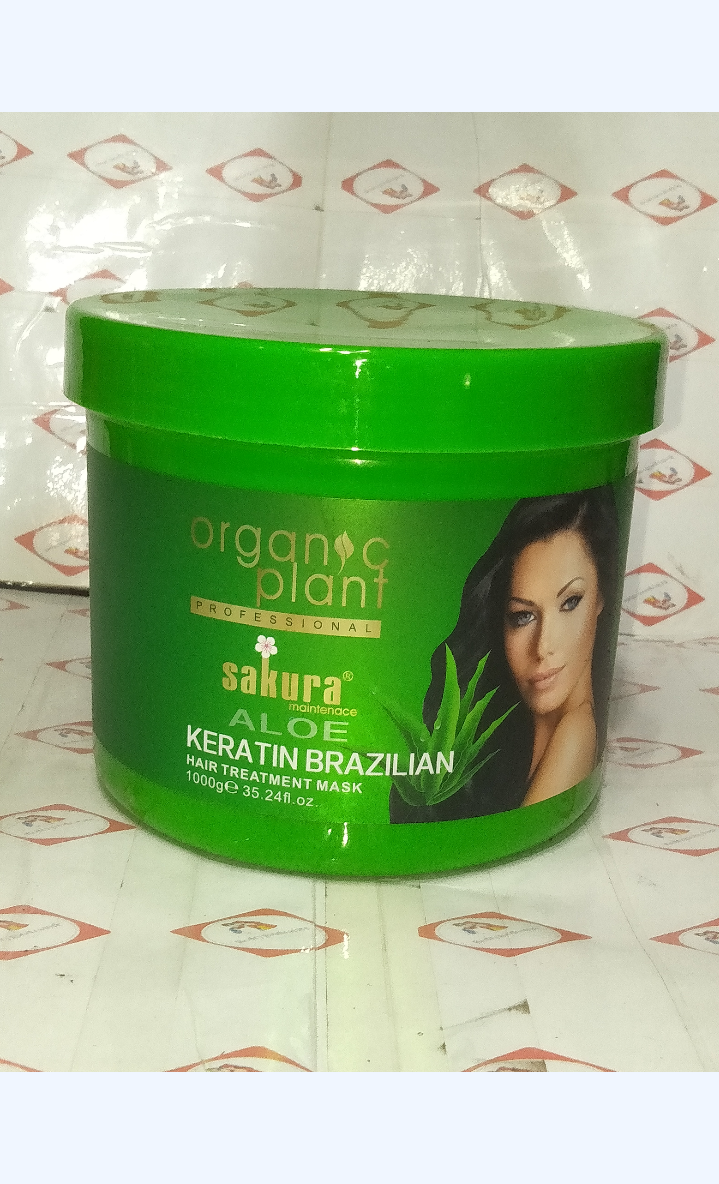 organic
plant
PROFESSIONAL
sakura®
maintenace
ALOE
KERATIN BRAZILIAN
HAIR TREATMENT MASK
1000g℮ 35.24fl.oz.